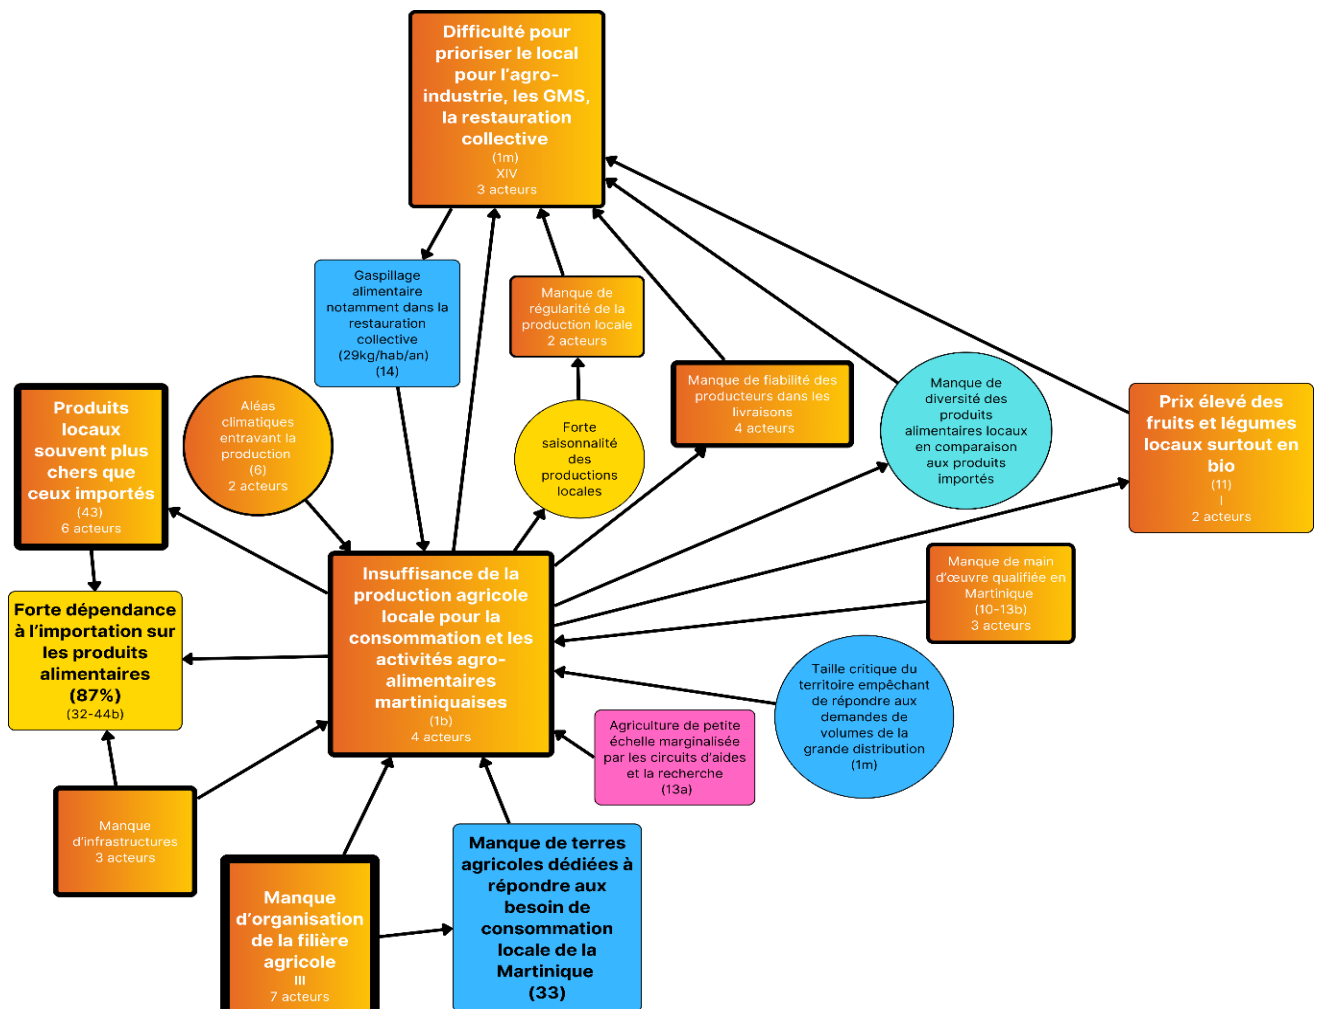 Difficulté pour
prioriser le local
pour l'agro-
industrie, les GMS,
la restauration
collective
(1m)
XIV
3 acteurs
Gaspillage
alimentaire
notamment dans la
restauration
collective
(29kg/hab/an)
(14)
Manque de
régularité de la
production locale
2 acteurs
Manque de fiabilité des
producteurs dans les
livraisons
4 acteurs
Manque de
diversité des
produits
alimentaires locaux
en comparaison
aux produits
importés
Prix élevé des
fruits et légumes
locaux surtout en
bio
(11)
I
2 acteurs
Produits
locaux
souvent plus
chers que
ceux importés
(43)
6 acteurs
Aléas
climatiques
entravant la
production
(6)
2 acteurs
Forte
saisonnalité
des
productions
locales
Forte dépendance
à l'importation sur
les produits
alimentaires
(87%)
(32-44b)
Insuffisance de la
production agricole
locale pour la
consommation et les
activités agro-
alimentaires
martiniquaises
(1b)
4 acteurs
Manque de main
d'œuvre qualifiée en
Martinique
(10-13b)
3 acteurs
Taille critique du
territoire empêchant
de répondre aux
demandes de
volumes de la
grande distribution
(1m)
Agriculture de petite
échelle marginalisée
par les circuits d'aides
et la recherche
(13a)
Manque
d'infrastructures
3 acteurs
Manque
d'organisation
de la filière
agricole
III
7 acteurs
Manque de terres
agricoles dédiées à
répondre aux
besoin de
consommation
locale de la
Martinique
(33)